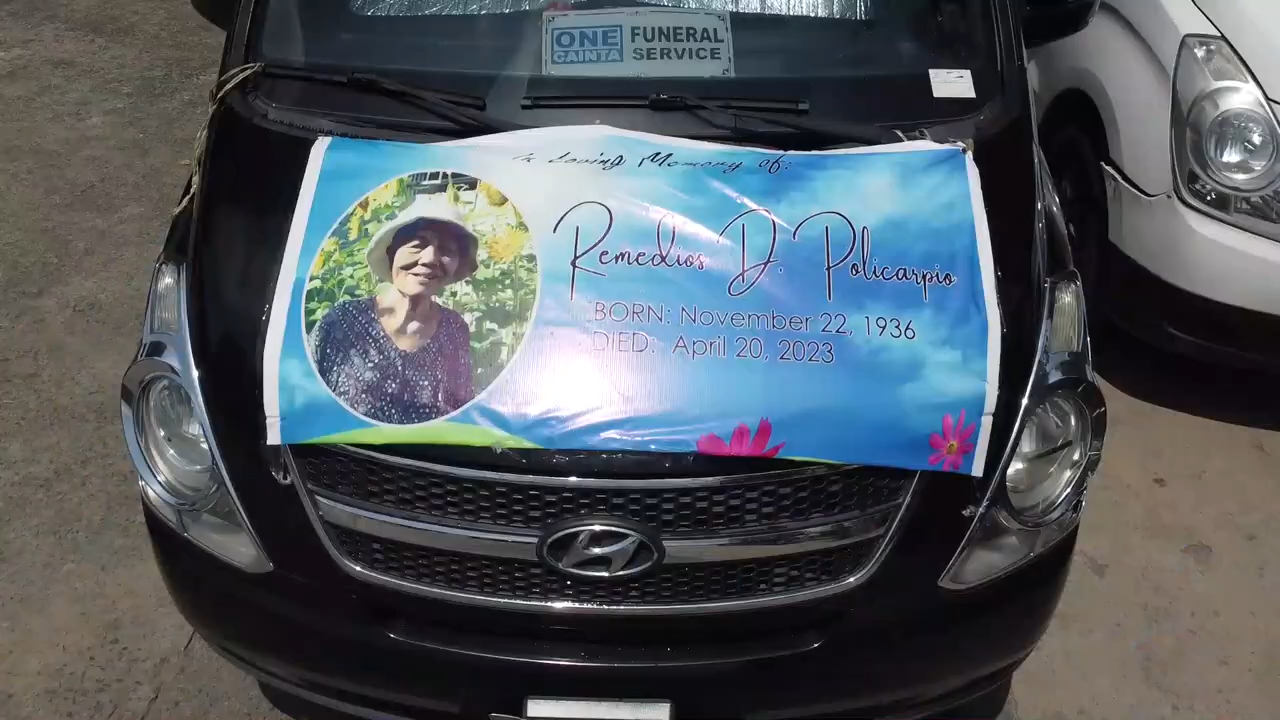 ONE CAINTA
FUNERAL SERVICE
In Loving Memory of:
Remedios D. Policarpio
BORN: November 22, 1936
DIED: April 20, 2023